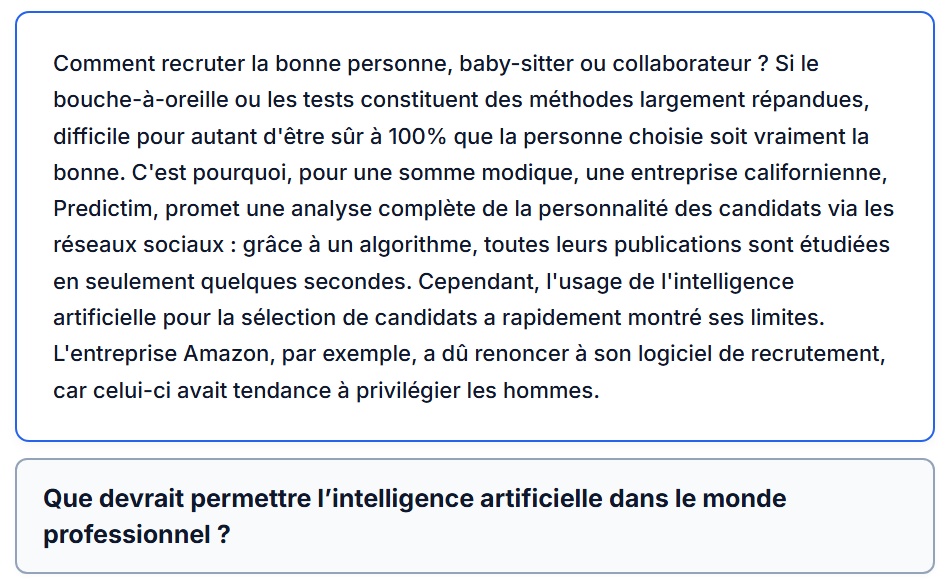 Comment recruter la bonne personne, baby-sitter ou collaborateur ? Si le
bouche-à-oreille ou les tests constituent des méthodes largement répandues,
difficile pour autant d'être sûr à 100% que la personne choisie soit vraiment la
bonne. C'est pourquoi, pour une somme modique, une entreprise californienne,
Predictim, promet une analyse complète de la personnalité des candidats via les
réseaux sociaux : grâce à un algorithme, toutes leurs publications sont étudiées
en seulement quelques secondes. Cependant, l'usage de l'intelligence
artificielle pour la sélection de candidats a rapidement montré ses limites.
L'entreprise Amazon, par exemple, a dû renoncer à son logiciel de recrutement,
car celui-ci avait tendance à privilégier les hommes.
Que devrait permettre l’intelligence artificielle dans le monde
professionnel ?